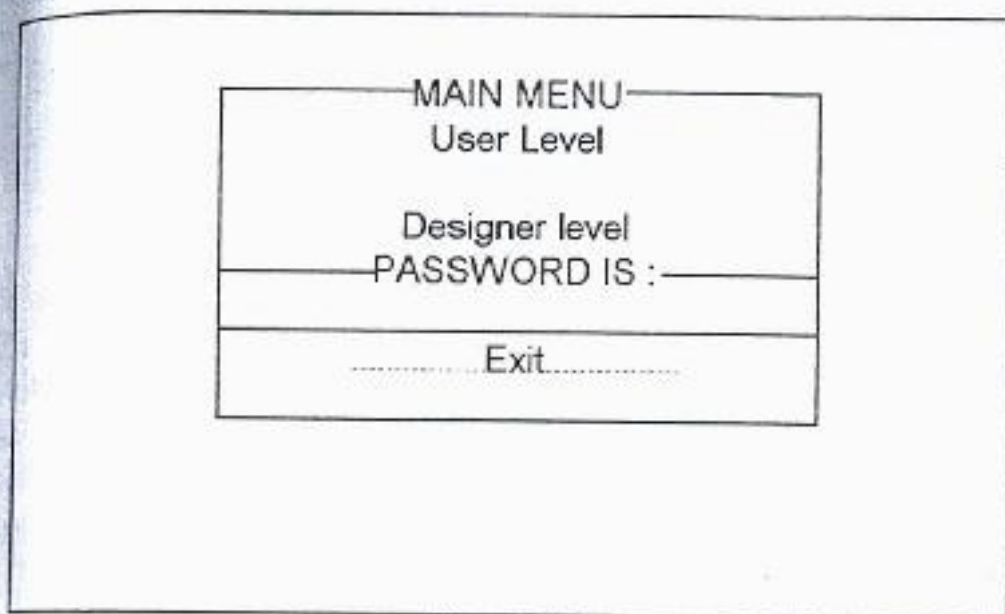 MAIN MENU
User Level
Designer level
PASSWORD IS :
Exit